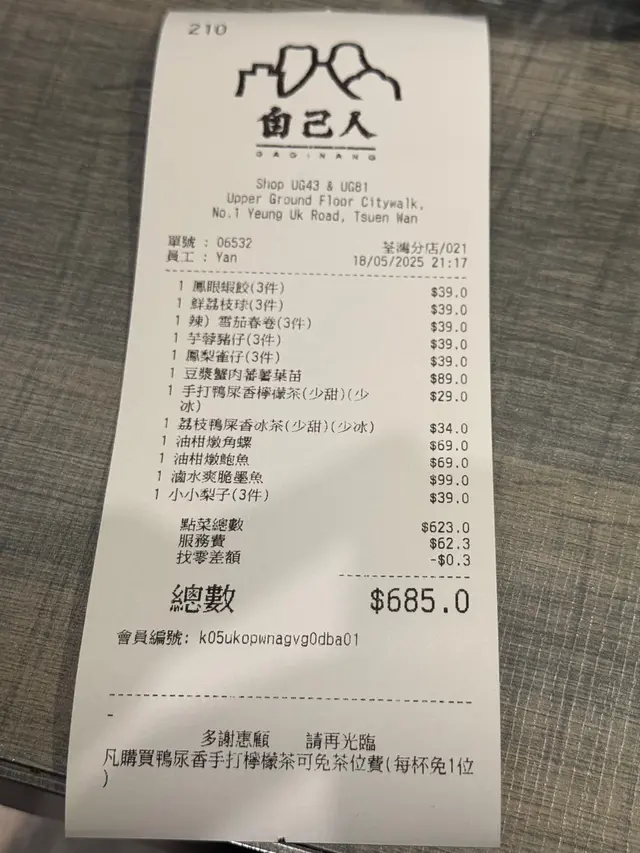 210
自己人
GAGINANG
Shop UG43 & UG81
Upper Ground Floor Citywalk,
No.1 Yeung Uk Road, Tsuen Wan
單號 : 06532 荃灣分店/021
員工 : Yan 18/05/2025 21:17
1 鳳眼蝦餃(3件) $39.0
1 鮮荔枝球(3件) $39.0
1 辣) 雪茄春卷(3件) $39.0
1 芋蓉豬仔(3件) $39.0
1 鳳梨雀仔(3件) $39.0
1 豆漿蟹肉蕃薯葉苗 $89.0
1 手打鴨屎香檸檬茶(少甜)(少 $29.0
冰)
1 荔枝鴨屎香冰茶(少甜)(少冰) $34.0
1 油柑燉角螺 $69.0
1 油柑燉鮑魚 $69.0
1 滷水爽脆墨魚 $99.0
1 小小梨子(3件) $39.0
點菜總數 $623.0
服務費 $62.3
找零差額 -$0.3
總數 $685.0
會員編號: k05ukopwnagvg0dba01
-
多謝惠顧 請再光臨
凡購買鴨尿香手打檸檬茶可免茶位費(每杯免1位
)